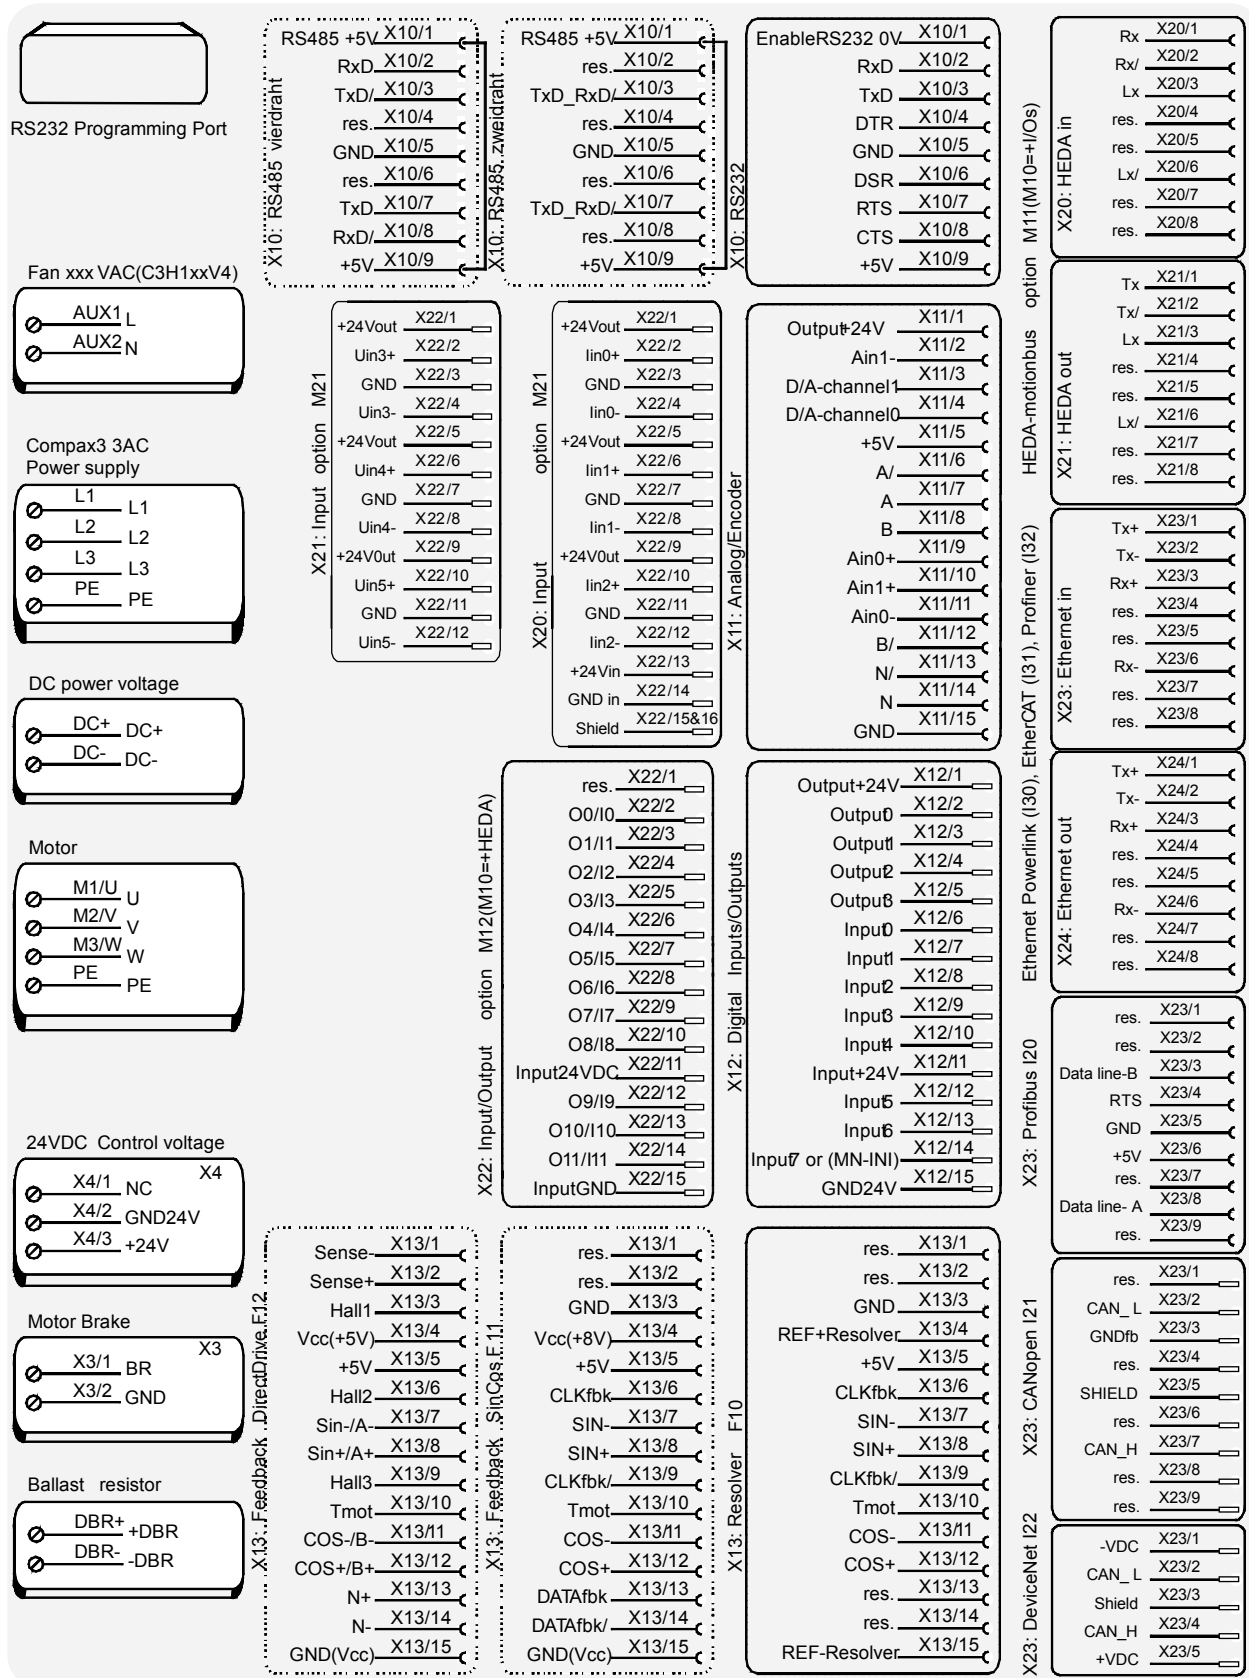 RS232 Programming Port
Fan xxx VAC(C3H1xxV4)
AUX1 L
AUX2 N
Compax3 3AC
Power supply
L1 L1
L2 L2
L3 L3
PE PE
DC power voltage
DC+ DC+
DC- DC-
Motor
M1/U U
M2/V V
M3/W W
PE PE
24VDC Control voltage
X4
X4/1 NC
X4/2 GND24V
X4/3 +24V
Motor Brake
X3
X3/1 BR
X3/2 GND
Ballast resistor
DBR+ +DBR
DBR- -DBR
X10: RS485 vierdraht
RS485 +5V X10/1
RxD X10/2
TxD/ X10/3
res. X10/4
GND X10/5
res. X10/6
TxD X10/7
RxD/ X10/8
+5V X10/9
X10: RS485 zweidraht
RS485 +5V X10/1
res. X10/2
TxD_RxD/ X10/3
res. X10/4
GND X10/5
res. X10/6
TxD_RxD/ X10/7
res. X10/8
+5V X10/9
X10: RS232
EnableRS232 0V X10/1
RxD X10/2
TxD X10/3
DTR X10/4
GND X10/5
DSR X10/6
RTS X10/7
CTS X10/8
+5V X10/9
X21: Input option M21
+24Vout X22/1
Uin3+ X22/2
GND X22/3
Uin3- X22/4
+24Vout X22/5
Uin4+ X22/6
GND X22/7
Uin4- X22/8
+24V0ut X22/9
Uin5+ X22/10
GND X22/11
Uin5- X22/12
X20: Input option M21
+24Vout X22/1
Iin0+ X22/2
GND X22/3
Iin0- X22/4
+24Vout X22/5
Iin1+ X22/6
GND X22/7
Iin1- X22/8
+24V0ut X22/9
Iin2+ X22/10
GND X22/11
Iin2- X22/12
+24Vin X22/13
GND in X22/14
Shield X22/15&16
X11: Analog/Encoder
Output+24V X11/1
Ain1- X11/2
D/A-channel1 X11/3
D/A-channel0 X11/4
+5V X11/5
A/ X11/6
A X11/7
B X11/8
Ain0+ X11/9
Ain1+ X11/10
Ain0- X11/11
B/ X11/12
N/ X11/13
N X11/14
GND X11/15
X22: Input/Output option M12(M10=+HEDA)
res. X22/1
O0/I0 X22/2
O1/I1 X22/3
O2/I2 X22/4
O3/I3 X22/5
O4/I4 X22/6
O5/I5 X22/7
O6/I6 X22/8
O7/I7 X22/9
O8/I8 X22/10
Input24VDC X22/11
O9/I9 X22/12
O10/I10 X22/13
O11/I11 X22/14
InputGND X22/15
X12: Digital Inputs/Outputs
Output+24V X12/1
Output0 X12/2
Output1 X12/3
Output2 X12/4
Output3 X12/5
Input0 X12/6
Input1 X12/7
Input2 X12/8
Input3 X12/9
Input4 X12/10
Input+24V X12/11
Input5 X12/12
Input6 X12/13
Input7 or (MN-INI) X12/14
GND24V X12/15
X13: Feedback DirectDrive F12
Sense- X13/1
Sense+ X13/2
Hall1 X13/3
Vcc(+5V) X13/4
+5V X13/5
Hall2 X13/6
Sin-/A- X13/7
Sin+/A+ X13/8
Hall3 X13/9
Tmot X13/10
COS-/B- X13/11
COS+/B+ X13/12
N+ X13/13
N- X13/14
GND(Vcc) X13/15
X13: Feedback SinCos F11
res. X13/1
res. X13/2
GND X13/3
Vcc(+8V) X13/4
+5V X13/5
CLKfbk X13/6
SIN- X13/7
SIN+ X13/8
CLKfbk/ X13/9
Tmot X13/10
COS- X13/11
COS+ X13/12
DATAfbk X13/13
DATAfbk/ X13/14
GND(Vcc) X13/15
X13: Resolver F10
res. X13/1
res. X13/2
GND X13/3
REF+Resolver X13/4
+5V X13/5
CLKfbk X13/6
SIN- X13/7
SIN+ X13/8
CLKfbk/ X13/9
Tmot X13/10
COS- X13/11
COS+ X13/12
res. X13/13
res. X13/14
REF-Resolver X13/15
HEDA-motionbus option M11(M10=+I/Os)
X20: HEDA in
Rx X20/1
Rx/ X20/2
Lx X20/3
res. X20/4
res. X20/5
Lx/ X20/6
res. X20/7
res. X20/8
X21: HEDA out
Tx X21/1
Tx/ X21/2
Lx X21/3
res. X21/4
res. X21/5
Lx/ X21/6
res. X21/7
res. X21/8
Ethernet Powerlink (I30), EtherCAT (I31), Profiner (I32)
X23: Ethernet in
Tx+ X23/1
Tx- X23/2
Rx+ X23/3
res. X23/4
res. X23/5
Rx- X23/6
res. X23/7
res. X23/8
X24: Ethernet out
Tx+ X24/1
Tx- X24/2
Rx+ X24/3
res. X24/4
res. X24/5
Rx- X24/6
res. X24/7
res. X24/8
X23: Profibus I20
res. X23/1
res. X23/2
Data line-B X23/3
RTS X23/4
GND X23/5
+5V X23/6
res. X23/7
Data line- A X23/8
res. X23/9
X23: CANopen I21
res. X23/1
CAN_L X23/2
GNDfb X23/3
res. X23/4
SHIELD X23/5
res. X23/6
CAN_H X23/7
res. X23/8
res. X23/9
X23: DeviceNet I22
-VDC X23/1
CAN_L X23/2
Shield X23/3
CAN_H X23/4
+VDC X23/5